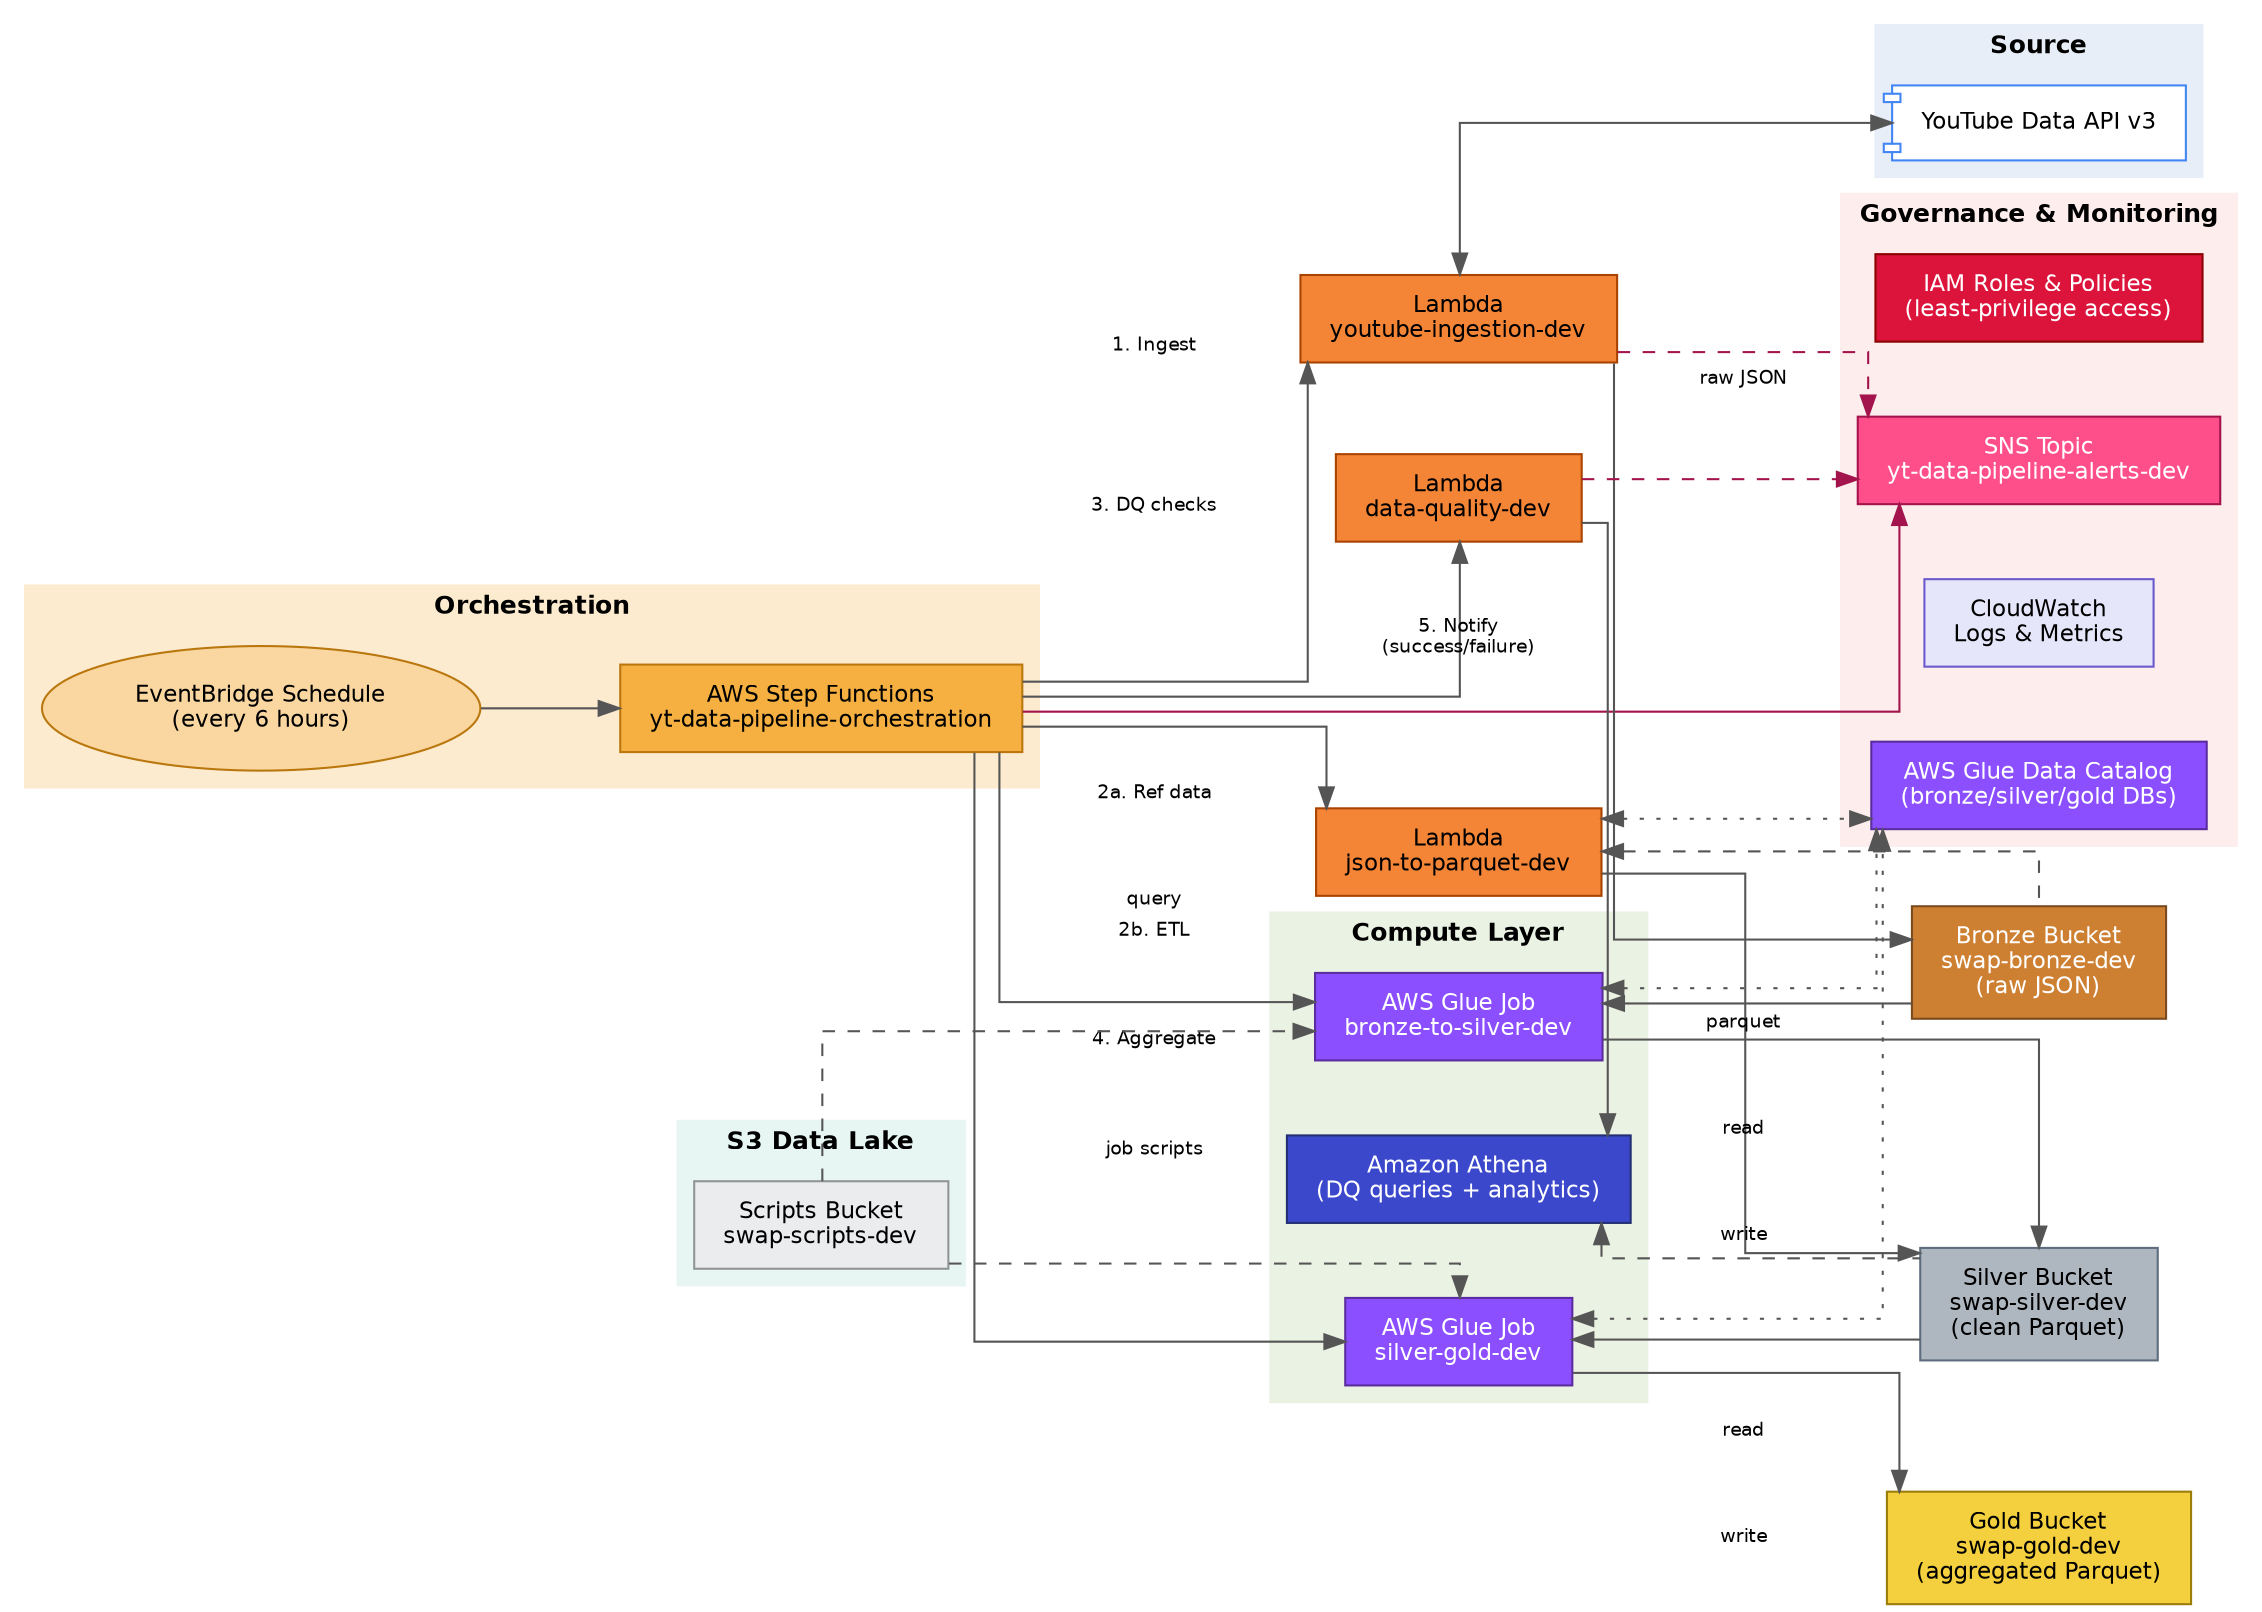 Source
YouTube Data API v3
Governance & Monitoring
IAM Roles & Policies
(least-privilege access)
Lambda
youtube-ingestion-dev
1. Ingest
raw JSON
SNS Topic
yt-data-pipeline-alerts-dev
Lambda
data-quality-dev
3. DQ checks
Orchestration
5. Notify
(success/failure)
CloudWatch
Logs & Metrics
EventBridge Schedule
(every 6 hours)
AWS Step Functions
yt-data-pipeline-orchestration
AWS Glue Data Catalog
(bronze/silver/gold DBs)
2a. Ref data
Lambda
json-to-parquet-dev
query
2b. ETL
Compute Layer
Bronze Bucket
swap-bronze-dev
(raw JSON)
AWS Glue Job
bronze-to-silver-dev
parquet
4. Aggregate
S3 Data Lake
job scripts
read
Amazon Athena
(DQ queries + analytics)
Scripts Bucket
swap-scripts-dev
write
Silver Bucket
swap-silver-dev
(clean Parquet)
AWS Glue Job
silver-gold-dev
read
write
Gold Bucket
swap-gold-dev
(aggregated Parquet)